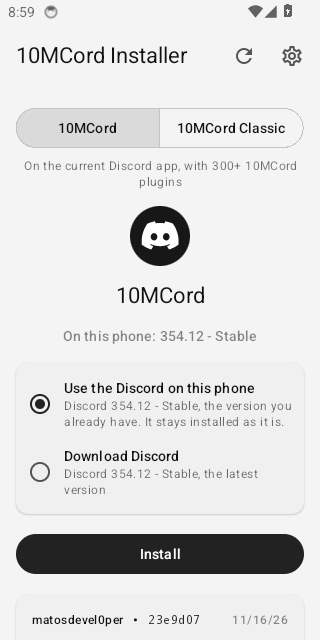 8:59
10MCord Installer
10MCord
10MCord Classic
On the current Discord app, with 300+ 10MCord
plugins
10MCord
On this phone: 354.12 - Stable
Use the Discord on this phone
Discord 354.12 - Stable, the version you
already have. It stays installed as it is.
Download Discord
Discord 354.12 - Stable, the latest
version
Install
matosdevel0per • 23e9d07 11/16/26